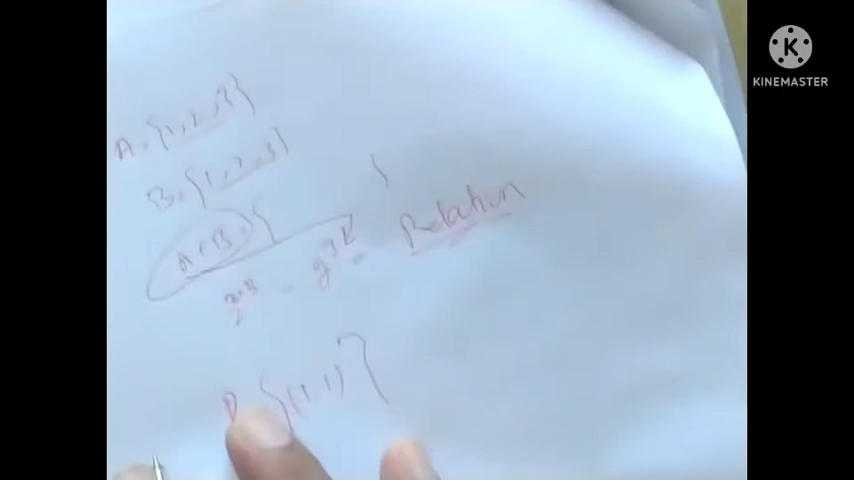 A = {1, 2, 3}
B = {1, 2, 3}
A × B = { }
Relation
R {(1, 1)}
KINEMASTER